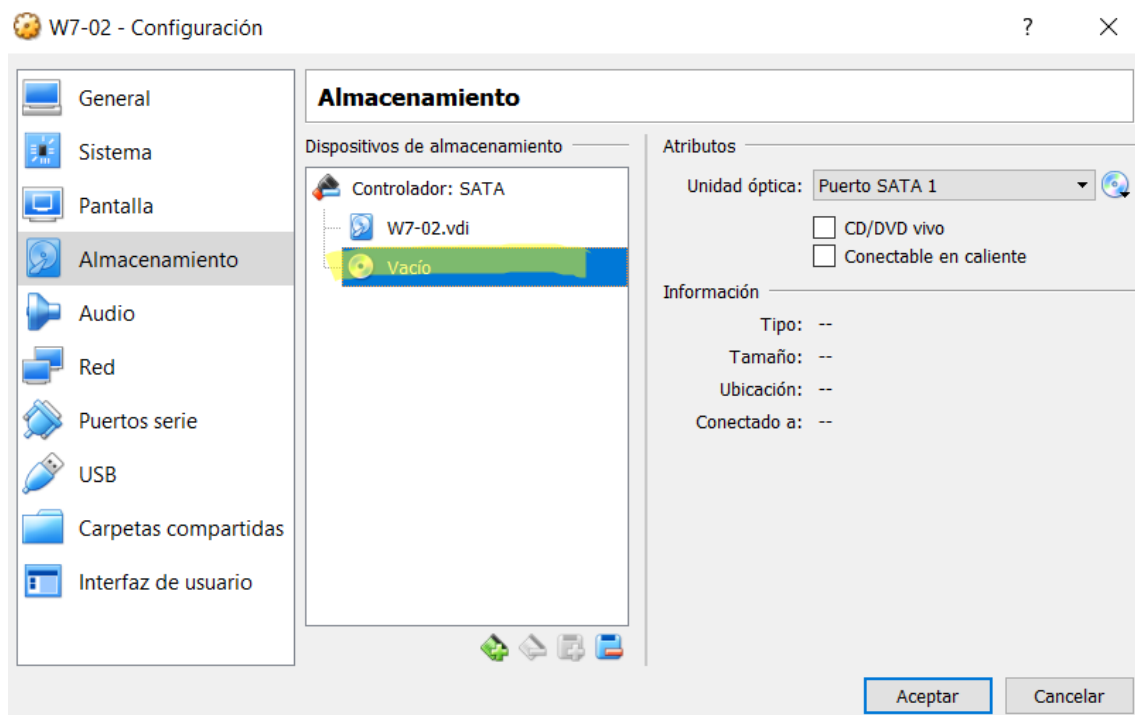 W7-02 - Configuración
?
General
Sistema
Pantalla
Almacenamiento
Audio
Red
Puertos serie
USB
Carpetas compartidas
Interfaz de usuario
Almacenamiento
Dispositivos de almacenamiento
Controlador: SATA
W7-02.vdi
Vacío
Atributos
Unidad óptica: Puerto SATA 1
CD/DVD vivo
Conectable en caliente
Información
Tipo: --
Tamaño: --
Ubicación: --
Conectado a: --
Aceptar
Cancelar